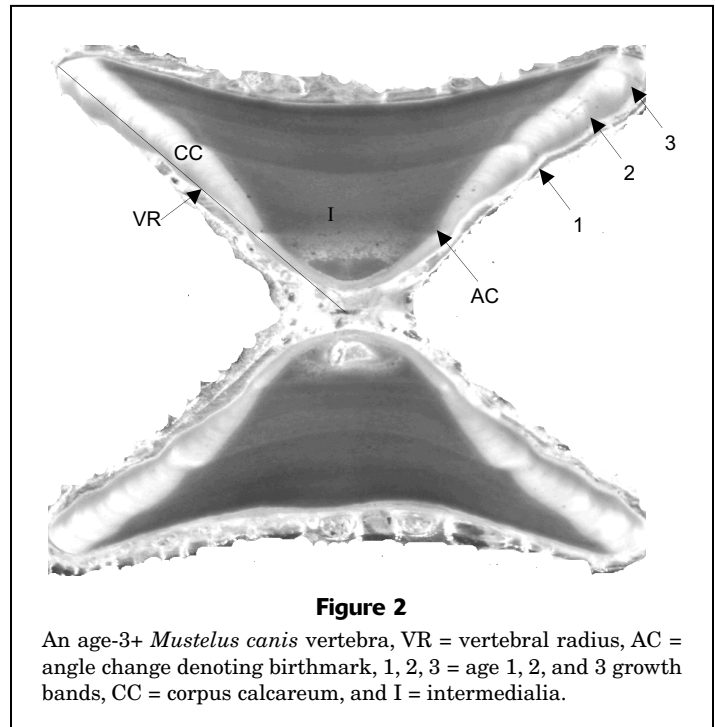 3
CC
2
I
VR
1
AC
Figure 2
An age-3+ Mustelus canis vertebra, VR = vertebral radius, AC =
angle change denoting birthmark, 1, 2, 3 = age 1, 2, and 3 growth
bands, CC = corpus calcareum, and I = intermedialia.